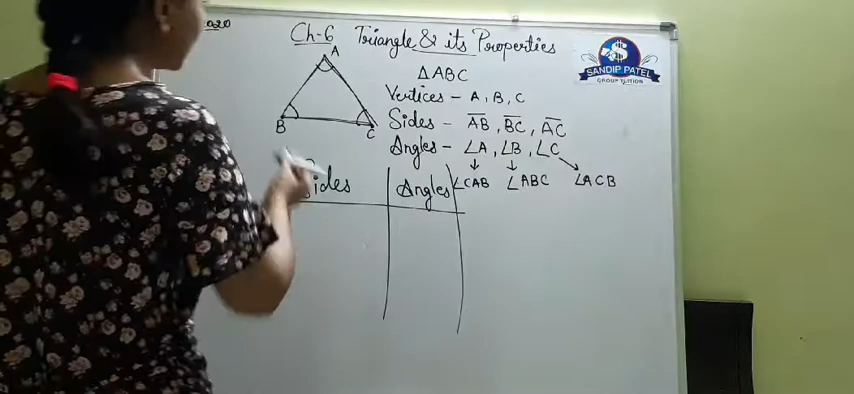 2020
Ch-6 Triangle & its Properties
A
B
C
△ABC
Vertices - A, B, C
Sides - AB, BC, AC
Angles - ∠A, ∠B, ∠C
∠CAB ∠ABC ∠ACB
Sides Angles
SANDIP PATEL
GROUP TUITION